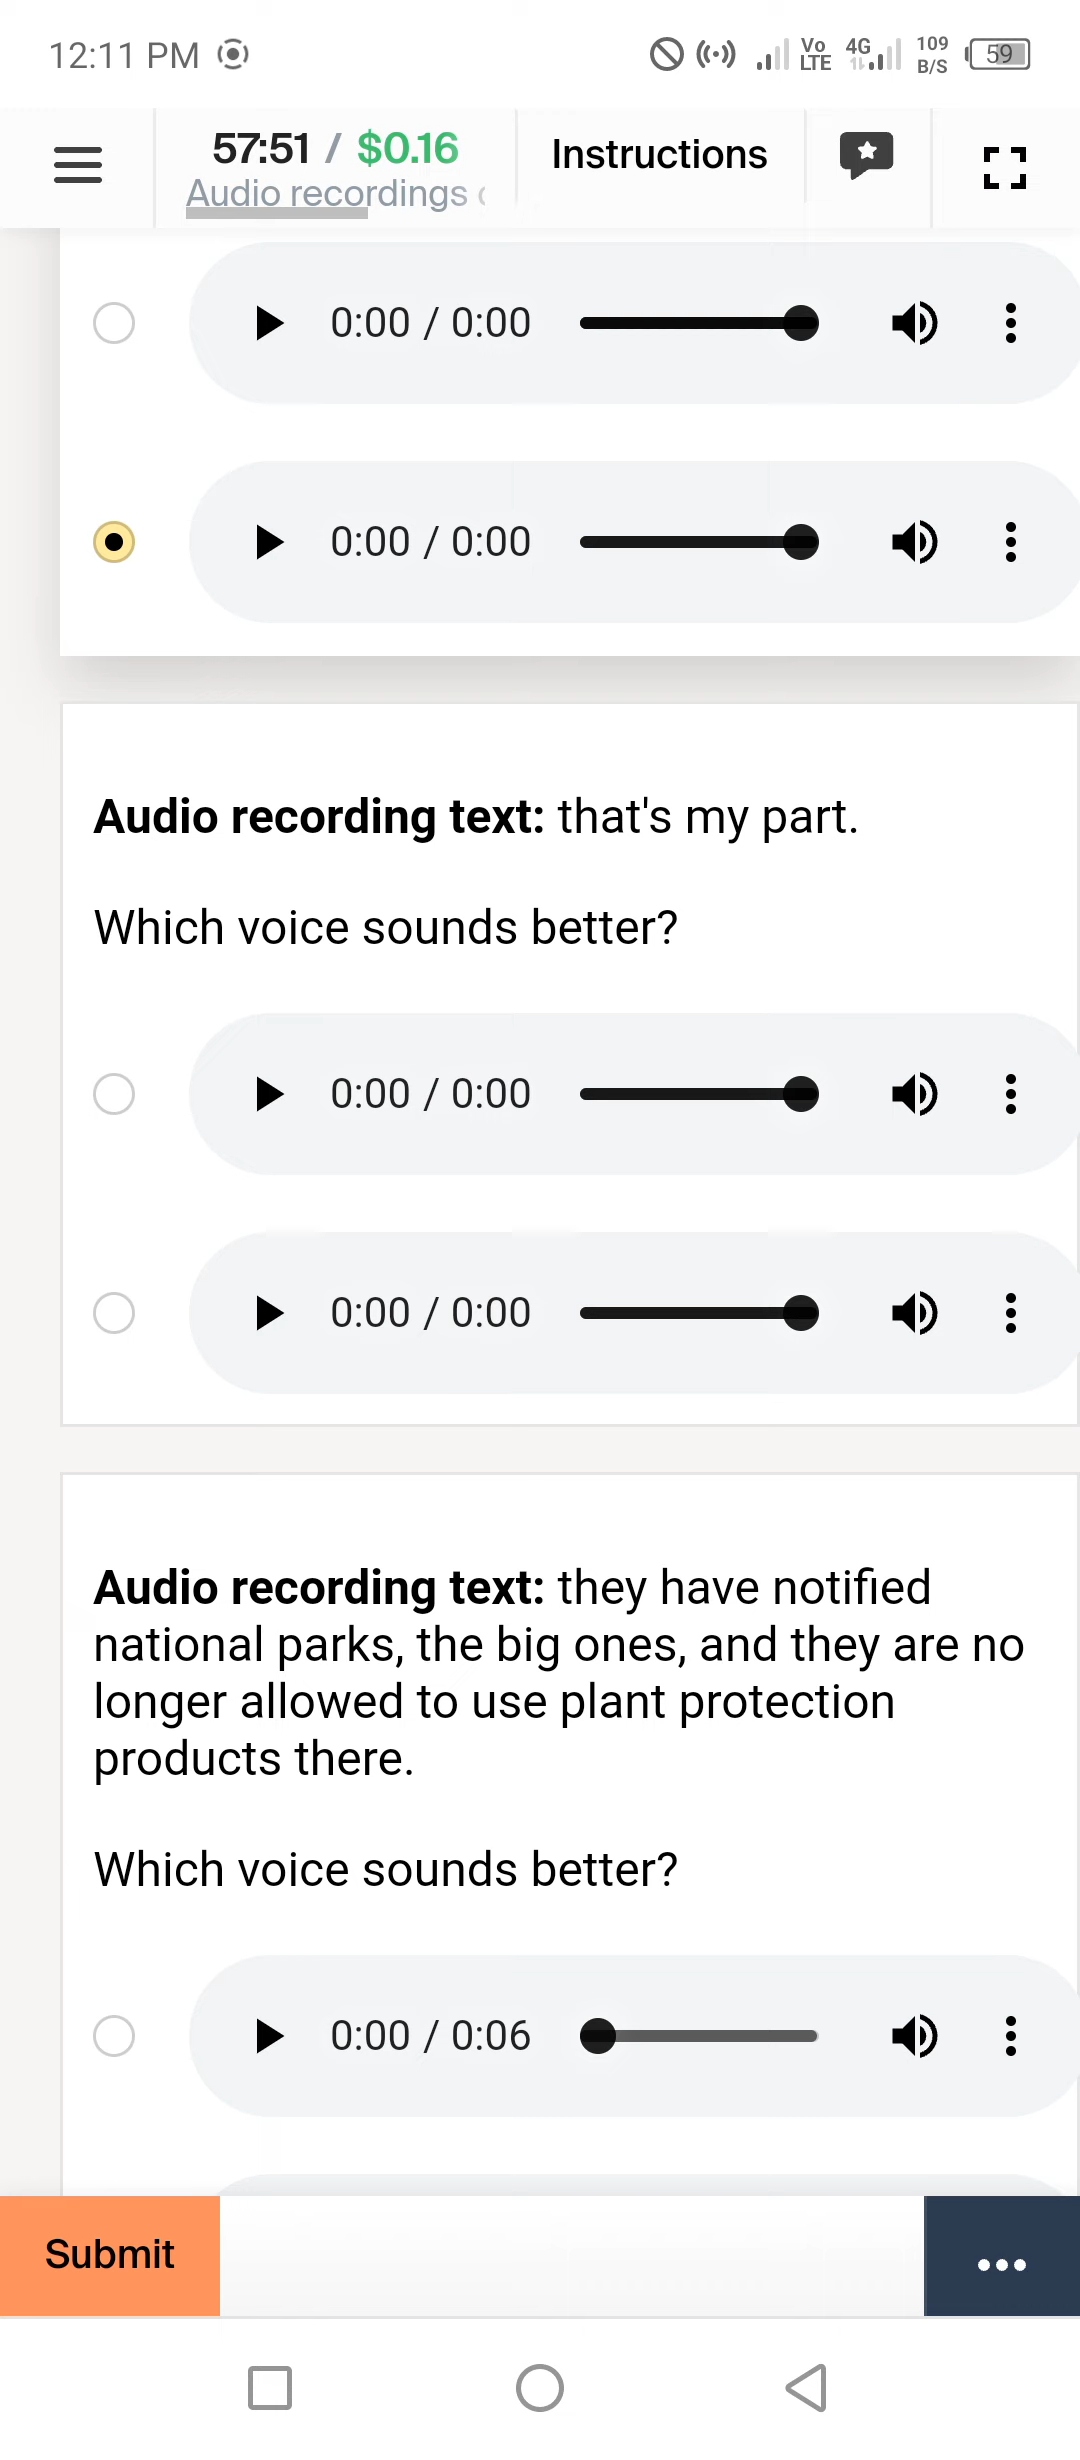 12:11 PM
Vo LTE 4G 109 B/S 59
57:51 / $0.16
Audio recordings
Instructions
0:00 / 0:00
0:00 / 0:00
Audio recording text: that's my part.
Which voice sounds better?
0:00 / 0:00
0:00 / 0:00
Audio recording text: they have notified
national parks, the big ones, and they are no
longer allowed to use plant protection
products there.
Which voice sounds better?
0:00 / 0:06
Submit